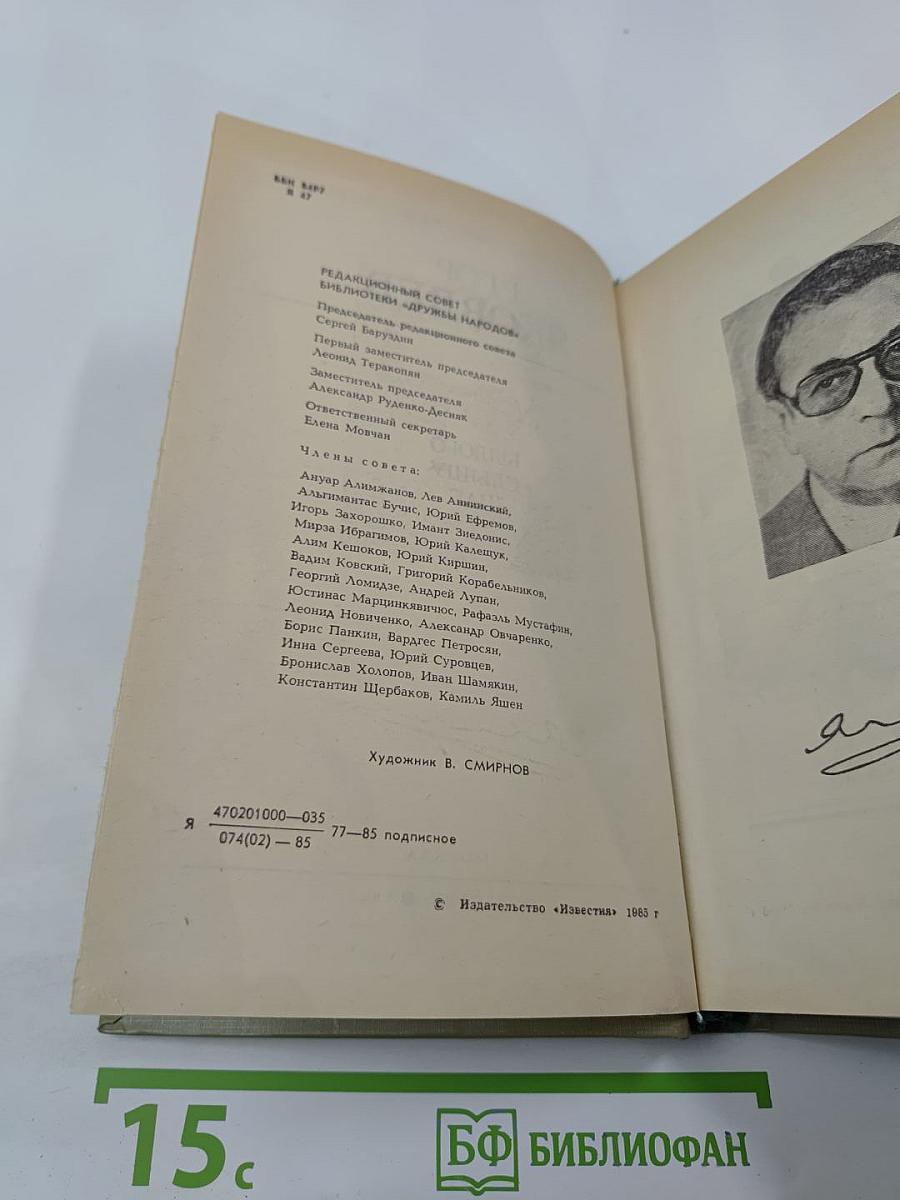 ББК 84Р7
Я 47
РЕДАКЦИОННЫЙ СОВЕТ
БИБЛИОТЕКИ «ДРУЖБЫ НАРОДОВ»
Председатель редакционного совета
Сергей Баруздин
Первый заместитель председателя
Леонид Теракопян
Заместитель председателя
Александр Руденко-Десняк
Ответственный секретарь
Елена Мовчан
Члены совета:
Ануар Алимжанов, Лев Аннинский,
Альгимантас Бучис, Юрий Ефремов,
Игорь Захорошко, Имант Зиедонис,
Мирза Ибрагимов, Юрий Калещук,
Алим Кешоков, Юрий Киршин,
Вадим Ковский, Григорий Корабельников,
Георгий Ломидзе, Андрей Лупан,
Юстинас Марцинкявичюс, Рафаэль Мустафин,
Леонид Новиченко, Александр Овчаренко,
Борис Панкин, Вардгес Петросян,
Инна Сергеева, Юрий Суровцев,
Бронислав Холопов, Иван Шамякин,
Константин Щербаков, Камиль Яшен
Художник В. СМИРНОВ
Я 470201000—035 77—85 подписное
074(02) — 85
© Издательство «Известия» 1985 г
15 с
БФ БИБЛИОФАН